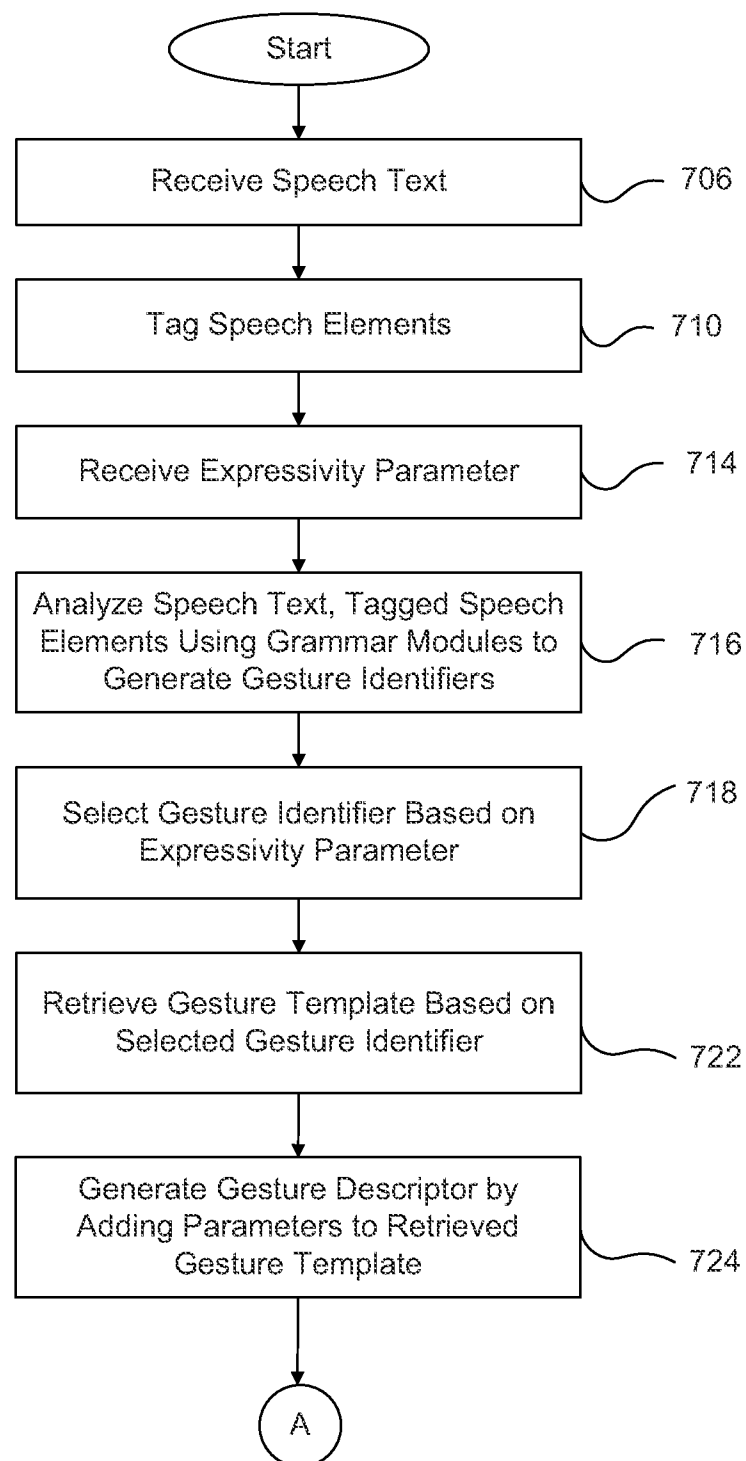 Start
Receive Speech Text
706
Tag Speech Elements
710
Receive Expressivity Parameter
714
Analyze Speech Text, Tagged Speech
Elements Using Grammar Modules to
Generate Gesture Identifiers
716
Select Gesture Identifier Based on
Expressivity Parameter
718
Retrieve Gesture Template Based on
Selected Gesture Identifier
722
Generate Gesture Descriptor by
Adding Parameters to Retrieved
Gesture Template
724
A